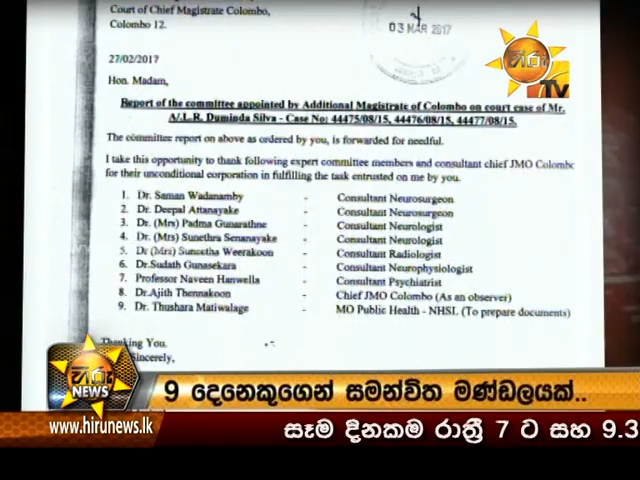 Court of Chief Magistrate Colombo,
Colombo 12.
03 MAR 2017
හිරු
TV
27/02/2017
Hon. Madam,
Report of the committee appointed by Additional Magistrate of Colombo on court case of Mr.
A/.L.R. Duminda Silva - Case No: 44475/08/15, 44476/08/15, 44477/08/15.
The committee report on above as ordered by you, is forwarded for needful.
I take this opportunity to thank following expert committee members and consultant chief JMO Colombo
for their unconditional corporation in fulfilling the task entrusted on me by you.
1. Dr. Saman Wadanamby - Consultant Neurosurgeon
2. Dr. Deepal Attanayake - Consultant Neurosurgeon
3. Dr. (Mrs) Padma Gunarathne - Consultant Neurologist
4. Dr. (Mrs) Sunethra Senanayake - Consultant Neurologist
5. Dr (Mrs) Suneetha Weerakoon - Consultant Radiologist
6. Dr.Sudath Gunasekara - Consultant Neurophysiologist
7. Professor Naveen Hanwella - Consultant Psychiatrist
8. Dr.Ajith Thennakoon - Chief JMO Colombo (As an observer)
9. Dr. Thushara Matiwalage - MO Public Health - NHSL (To prepare documents)
Thanking You.
Sincerely,
හිරු
NEWS
9 දෙනෙකුගෙන් සමන්විත මණ්ඩලයක්..
www.hirunews.lk
සෑම දිනකම රාත්‍රී 7 ට සහ 9.3